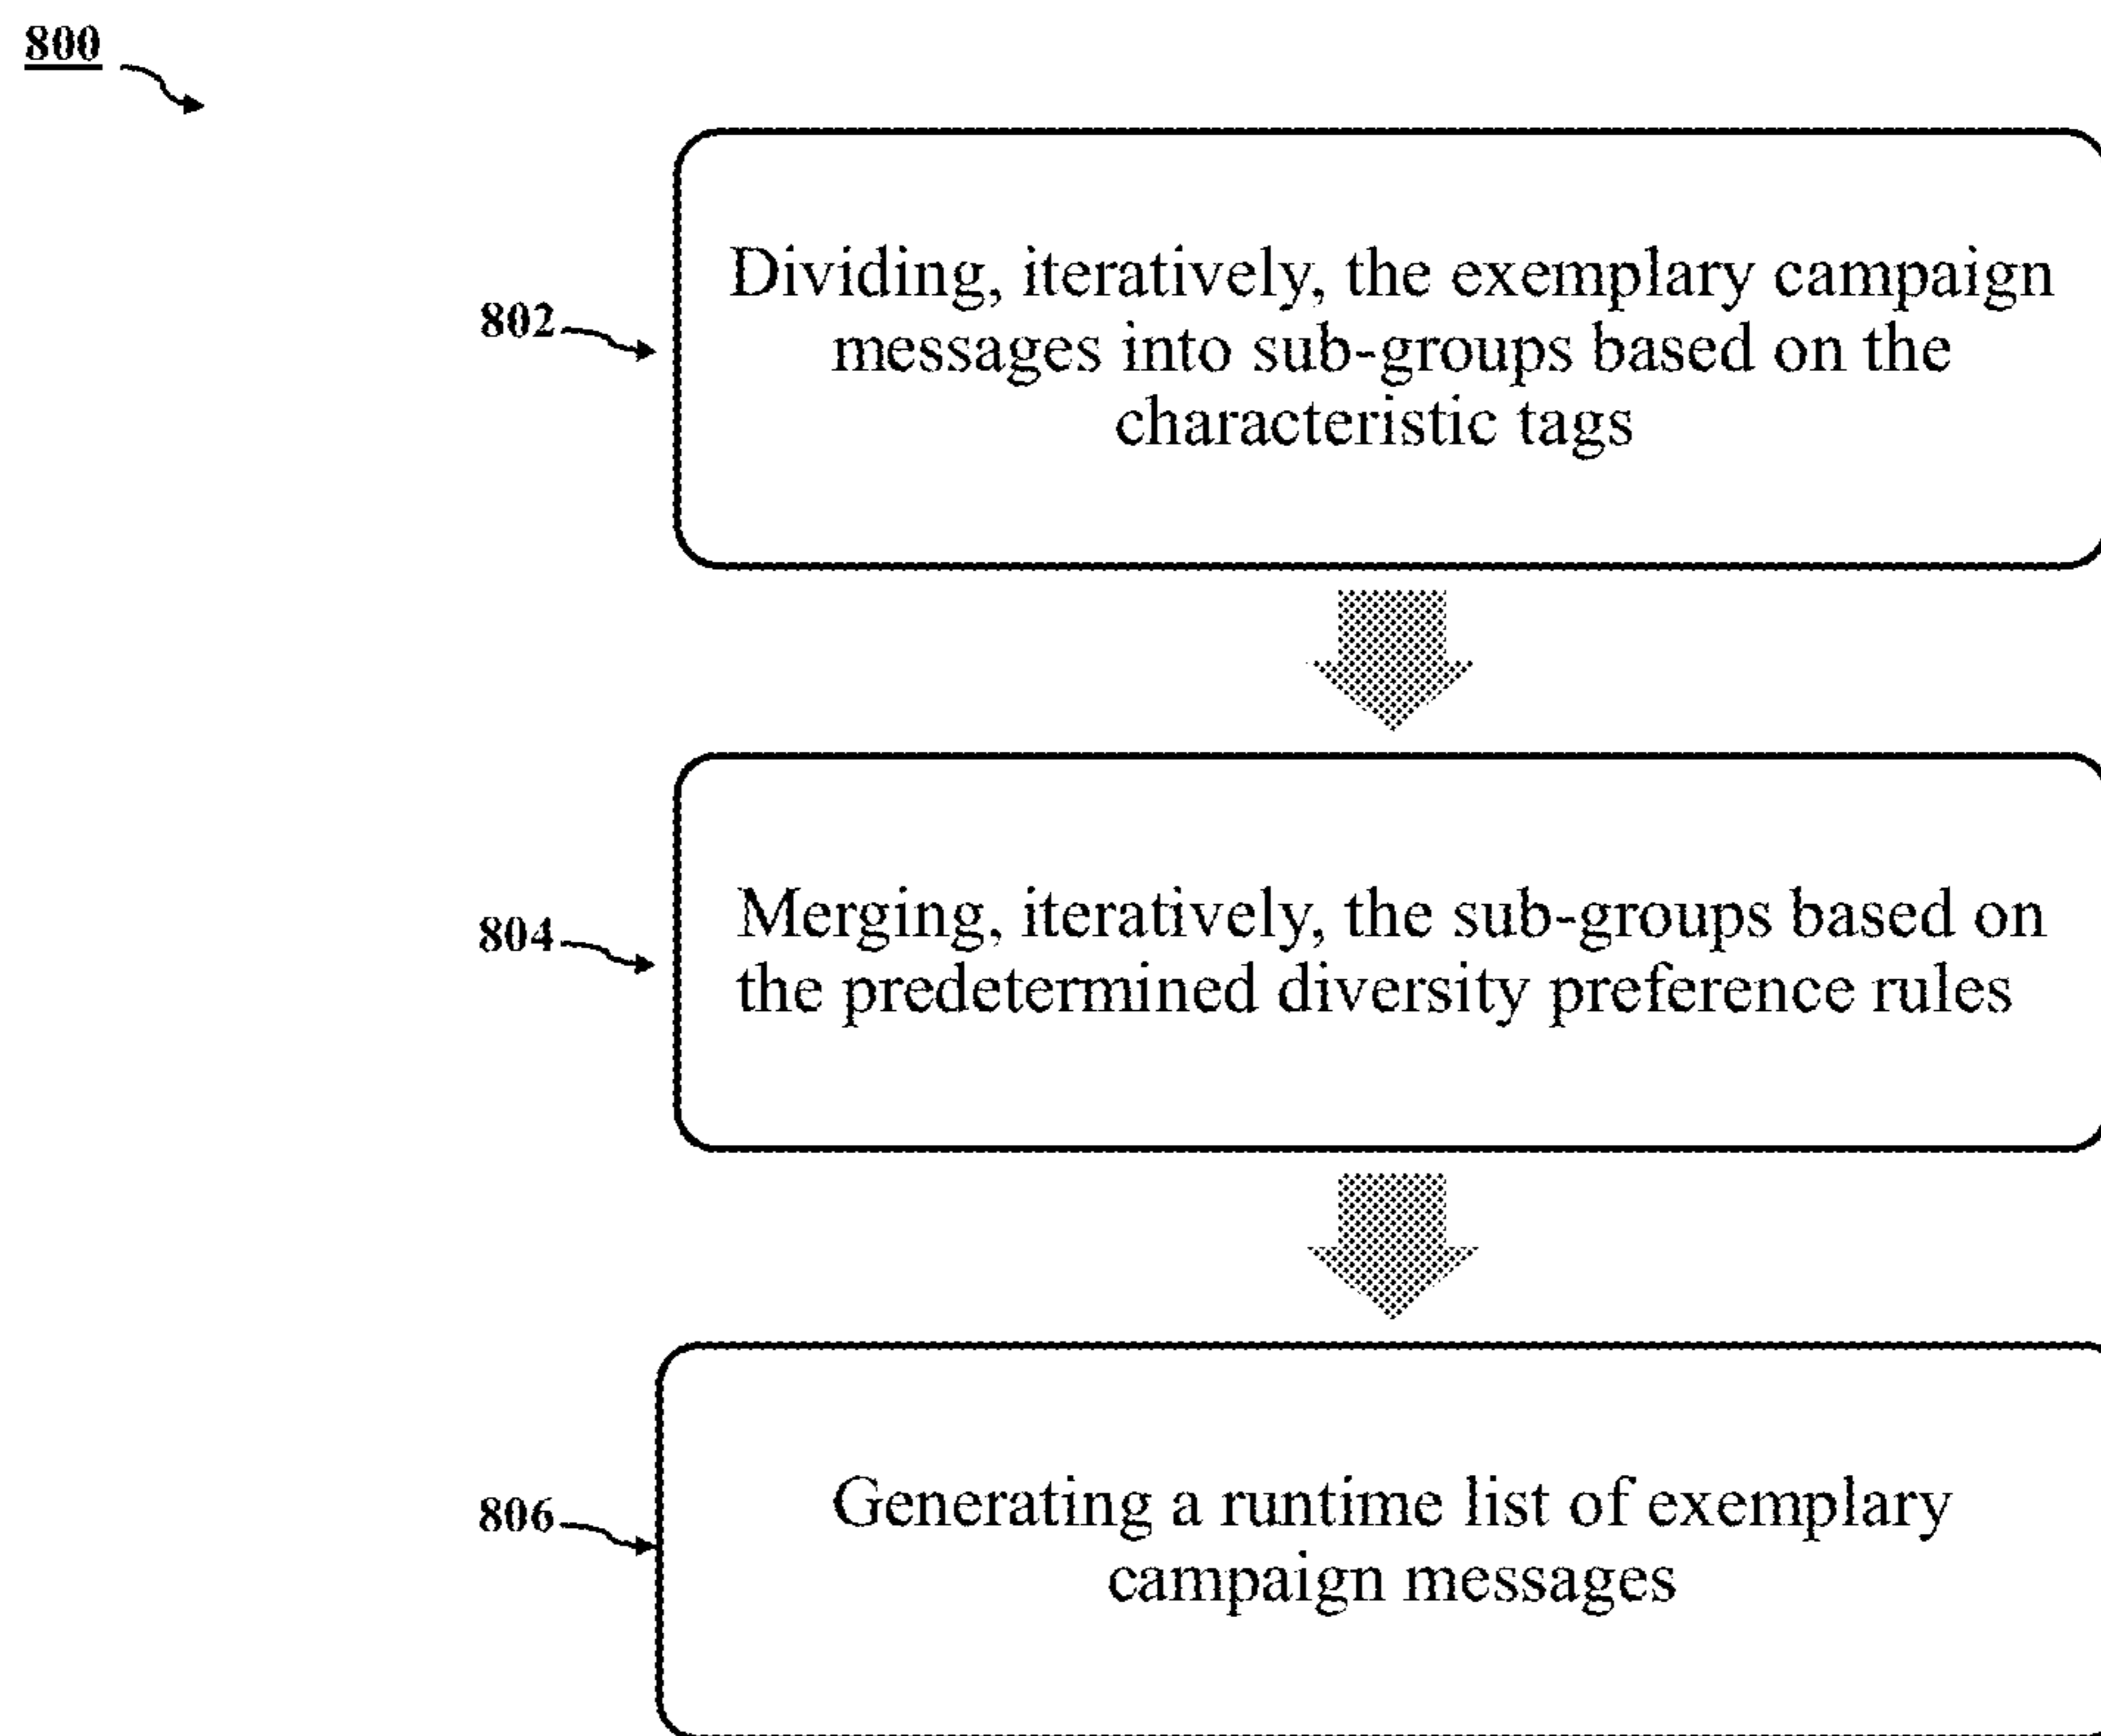 800
802
Dividing, iteratively, the exemplary campaign
messages into sub-groups based on the
characteristic tags
804
Merging, iteratively, the sub-groups based on
the predetermined diversity preference rules
806
Generating a runtime list of exemplary
campaign messages